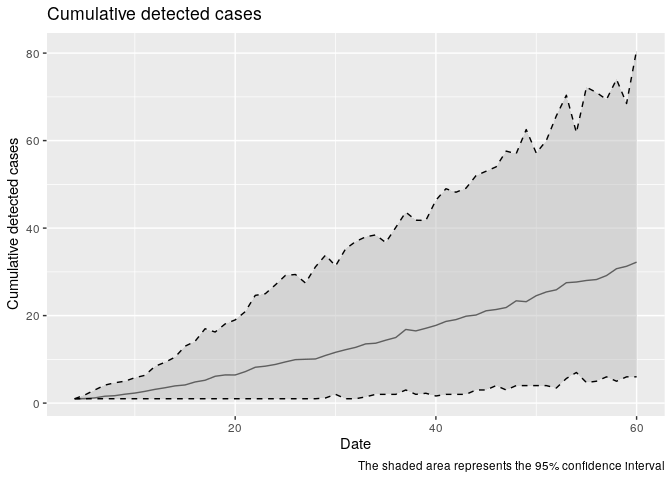 Cumulative detected cases
Cumulative detected cases
80
60
40
20
0
20
40
60
Date
The shaded area represents the 95% confidence interval